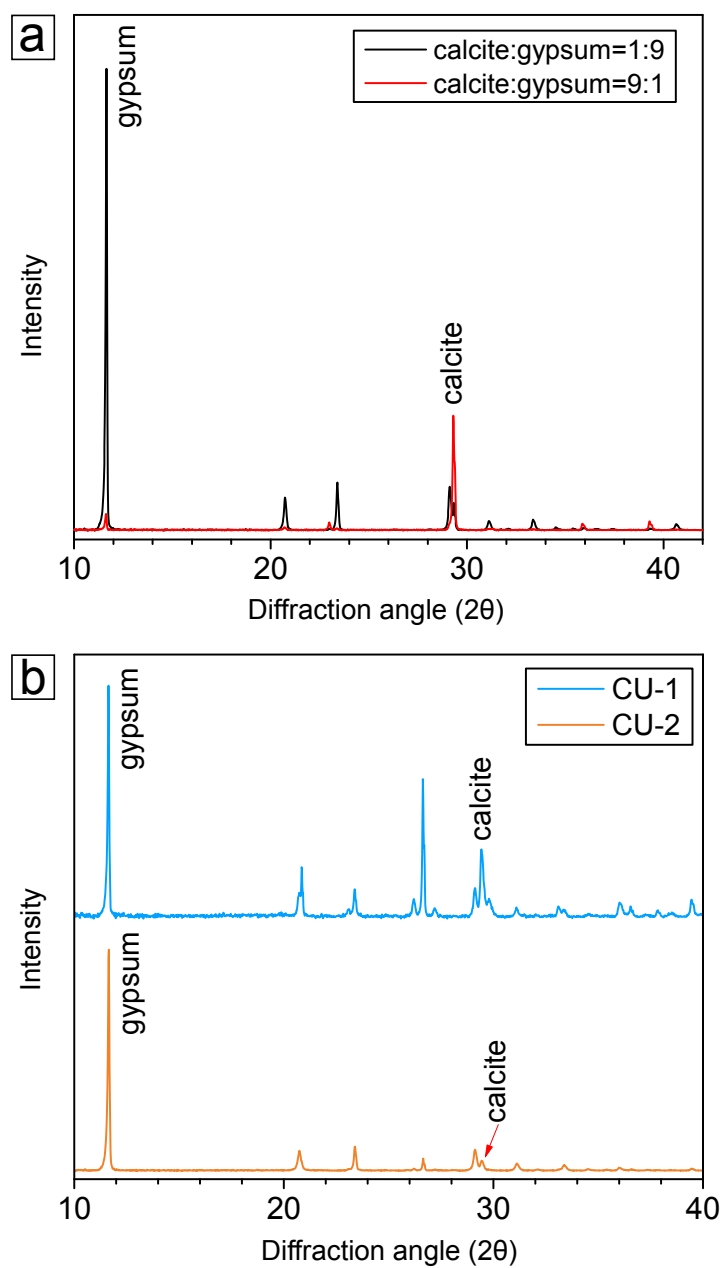 a
calcite:gypsum=1:9
calcite:gypsum=9:1
gypsum
calcite
Intensity
10 20 30 40
Diffraction angle (2θ)
b
CU-1
CU-2
gypsum
calcite
gypsum
calcite
Intensity
10 20 30 40
Diffraction angle (2θ)